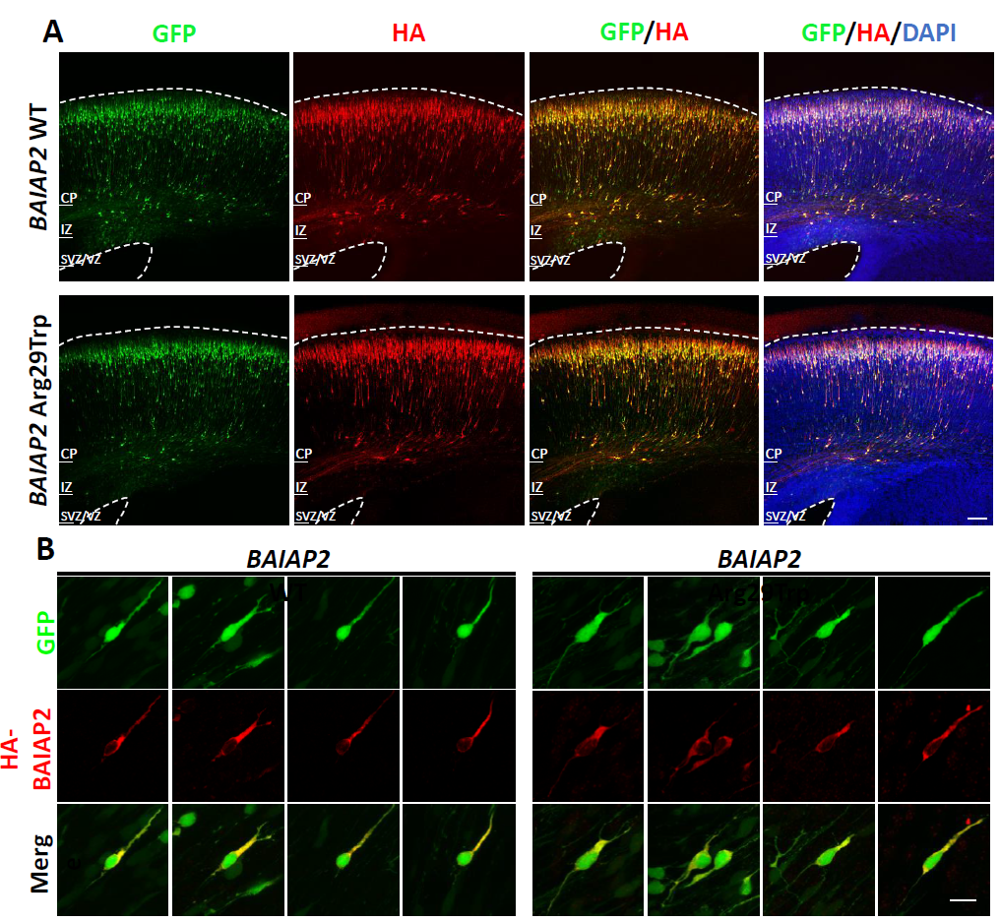 A
GFP
HA
GFP/HA
GFP/HA/DAPI
BAIAP2 WT
CP
IZ
SVZ/VZ
CP
IZ
SVZ/VZ
CP
IZ
SVZ/VZ
CP
IZ
SVZ/VZ
BAIAP2 Arg29Trp
CP
IZ
SVZ/VZ
CP
IZ
SVZ/VZ
CP
IZ
SVZ/VZ
CP
IZ
SVZ/VZ
B
BAIAP2
BAIAP2
GFP
HA-
BAIAP2
Merg